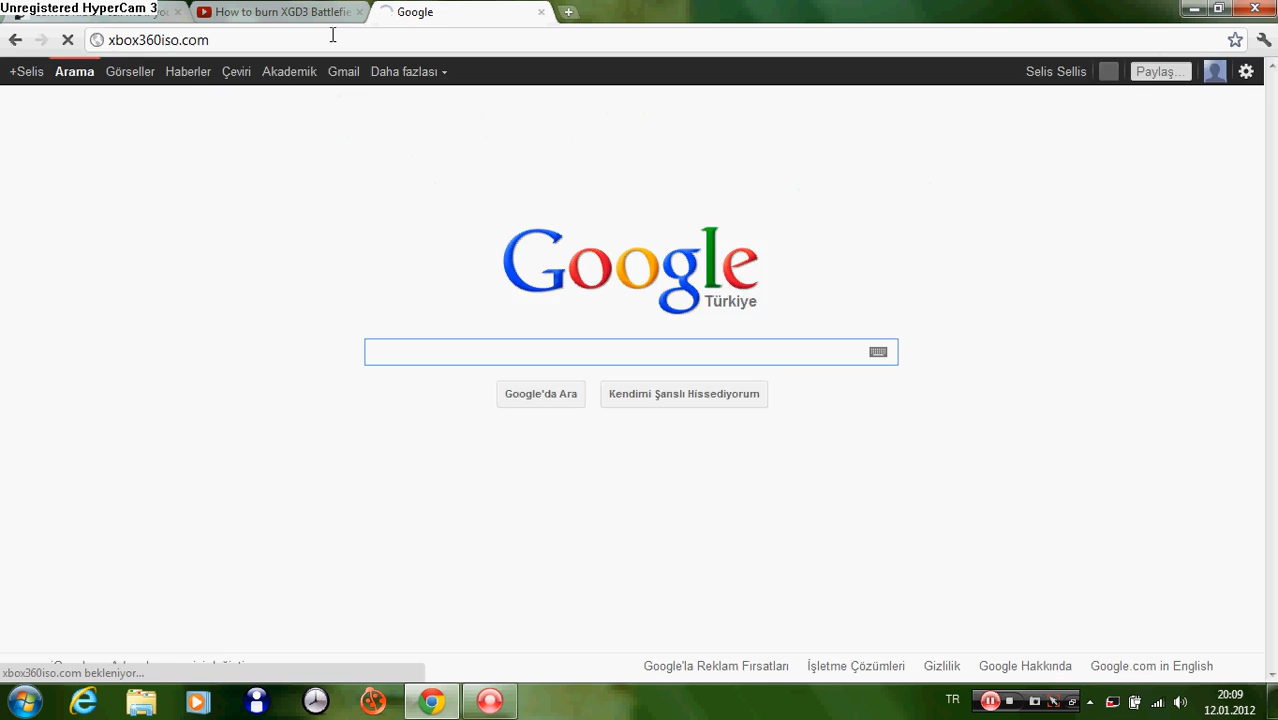 Unregistered HyperCam 3
How to burn XGD3 Battlefie
Google
xbox360iso.com
+Selis Arama Görseller Haberler Çeviri Akademik Gmail Daha fazlası
Selis Sellis Paylaş...
Google
Türkiye
Google'da Ara
Kendimi Şanslı Hissediyorum
Google'la Reklam Fırsatları İşletme Çözümleri Gizlilik Google Hakkında Google.com in English
xbox360iso.com bekleniyor...
TR
20:09
12.01.2012